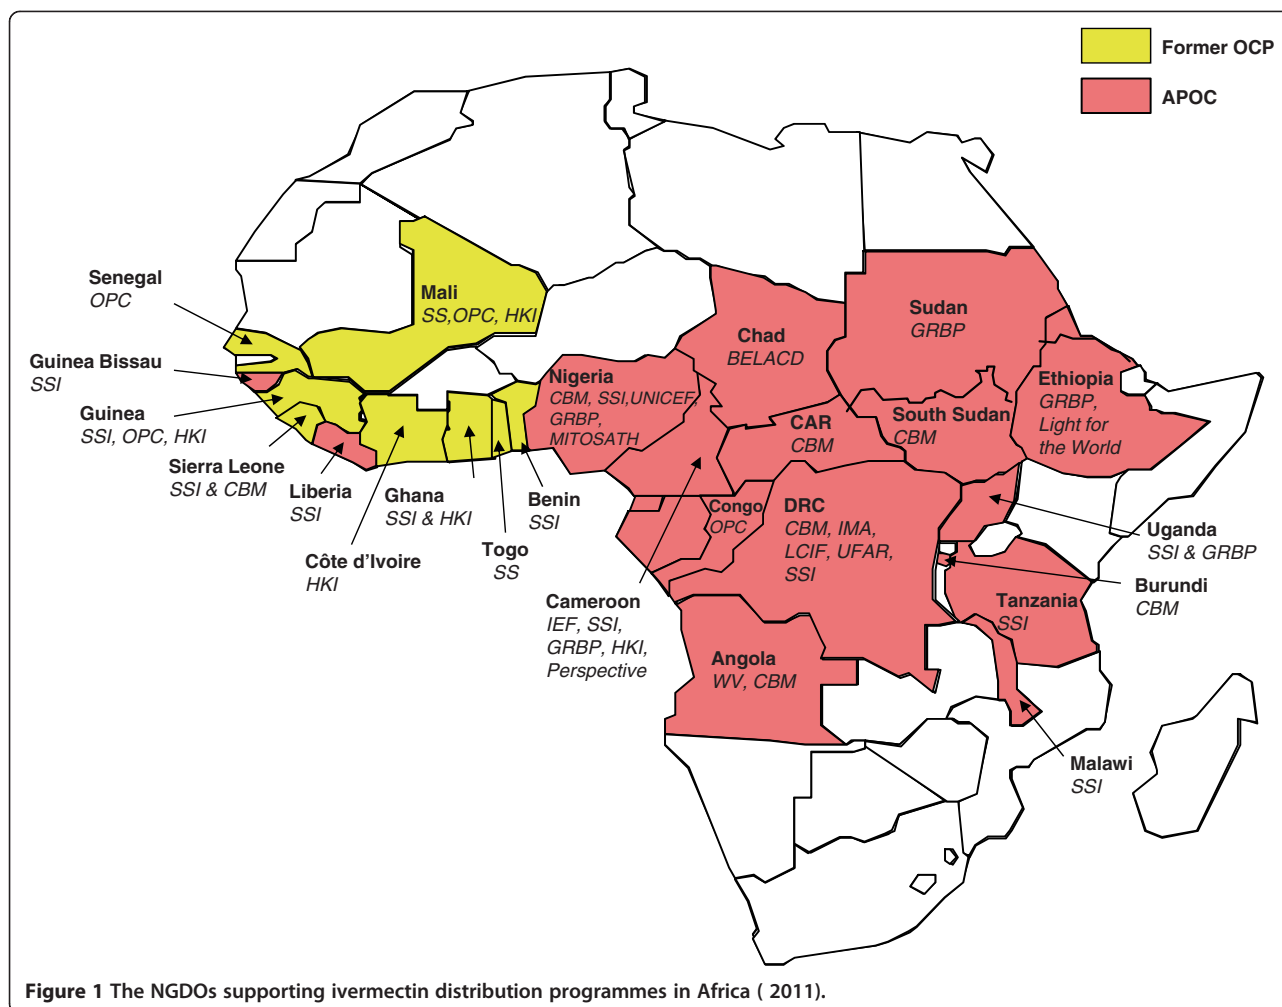 Former OCP
APOC
Senegal
OPC
Mali
SS,OPC, HKI
Guinea Bissau
SSI
Guinea
SSI, OPC, HKI
Sierra Leone
SSI & CBM
Liberia
SSI
Côte d'Ivoire
HKI
Ghana
SSI & HKI
Togo
SS
Benin
SSI
Nigeria
CBM, SSI,UNICEF,
GRBP,
MITOSATH
Chad
BELACD
Sudan
GRBP
Ethiopia
GRBP,
Light for
the World
CAR
CBM
South Sudan
CBM
Congo
OPC
DRC
CBM, IMA,
LCIF, UFAR,
SSI
Cameroon
IEF, SSI,
GRBP, HKI,
Perspective
Uganda
SSI & GRBP
Burundi
CBM
Tanzania
SSI
Angola
WV, CBM
Malawi
SSI
Figure 1 The NGDOs supporting ivermectin distribution programmes in Africa ( 2011).